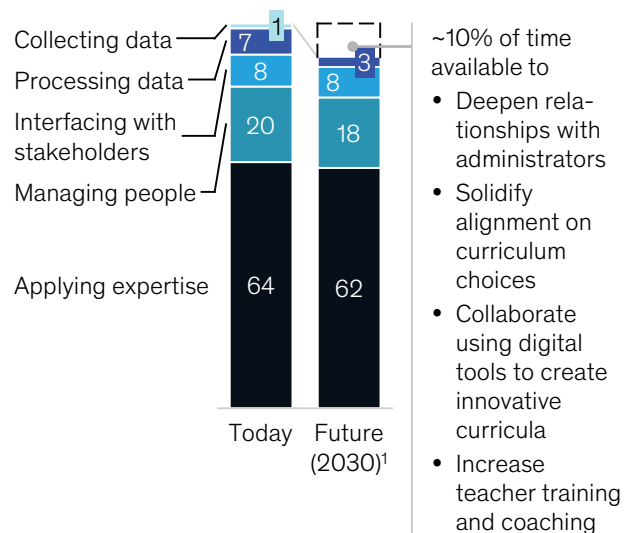 Collecting data
Processing data
Interfacing with
stakeholders
Managing people
Applying expertise
1
7
8
20
64
3
8
18
62
Today
Future
(2030)¹
~10% of time
available to
• Deepen rela-
tionships with
administrators
• Solidify
alignment on
curriculum
choices
• Collaborate
using digital
tools to create
innovative
curricula
• Increase
teacher training
and coaching